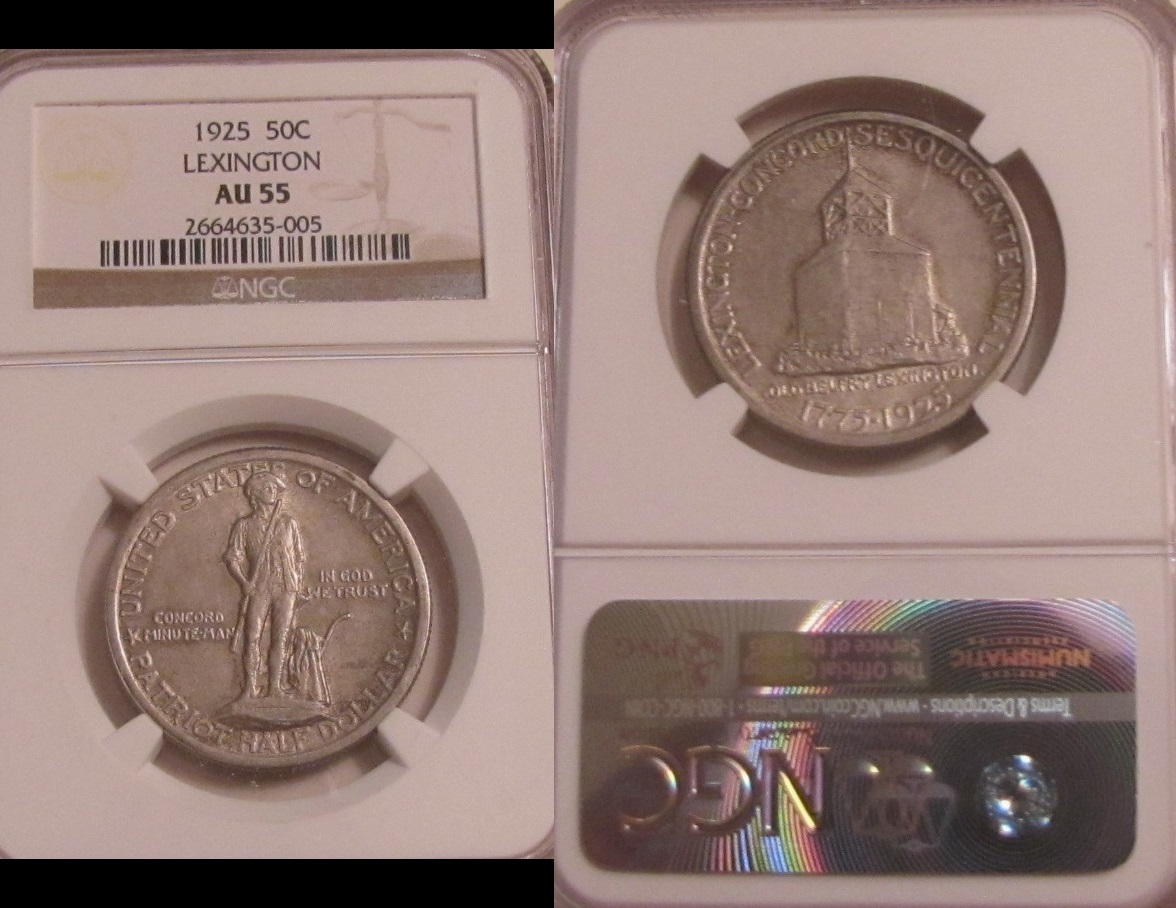 1925 50C
LEXINGTON
AU 55
2664635-005
NGC
UNITED STATES OF AMERICA
IN GOD
WE TRUST
CONCORD
MINUTE-MAN
PATRIOT HALF DOLLAR
LEXINGTON-CONCORD SESQUICENTENNIAL
OLD BELFRY LEXINGTON
1775-1925
The Official G
Service of the
NUMISMATIC
Terms & Descriptions - www.NGCcoin.com/terms - 1-800-NGC-COIN
NGC